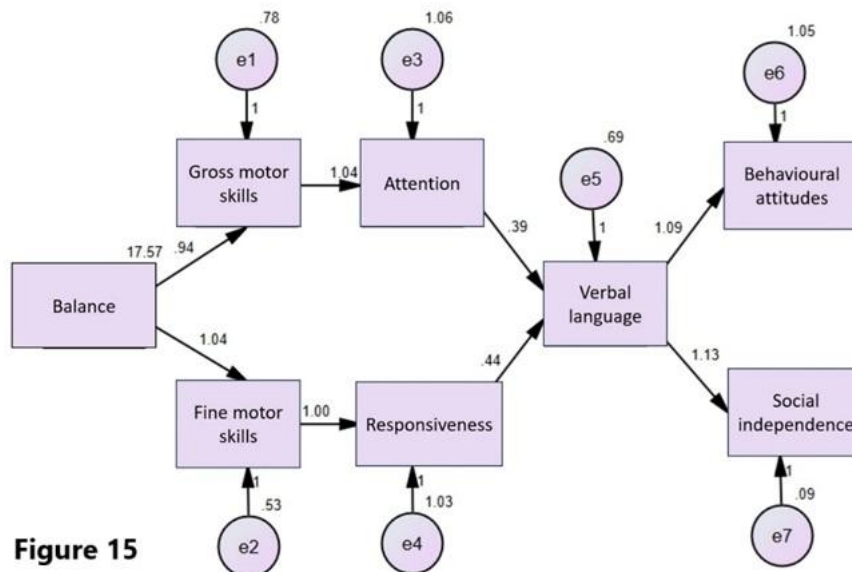 .78
1.06
1.05
e1
e3
e6
.69
1
1
1
e5
Gross motor
skills
1.04
Attention
Behavioural
attitudes
.39
1
1.09
17.57
.94
Balance
Verbal
language
1.04
.44
1.13
Fine motor
skills
1.00
Responsiveness
Social
independence
1
1
1
.53
1.03
.09
e2
e4
e7
Figure 15